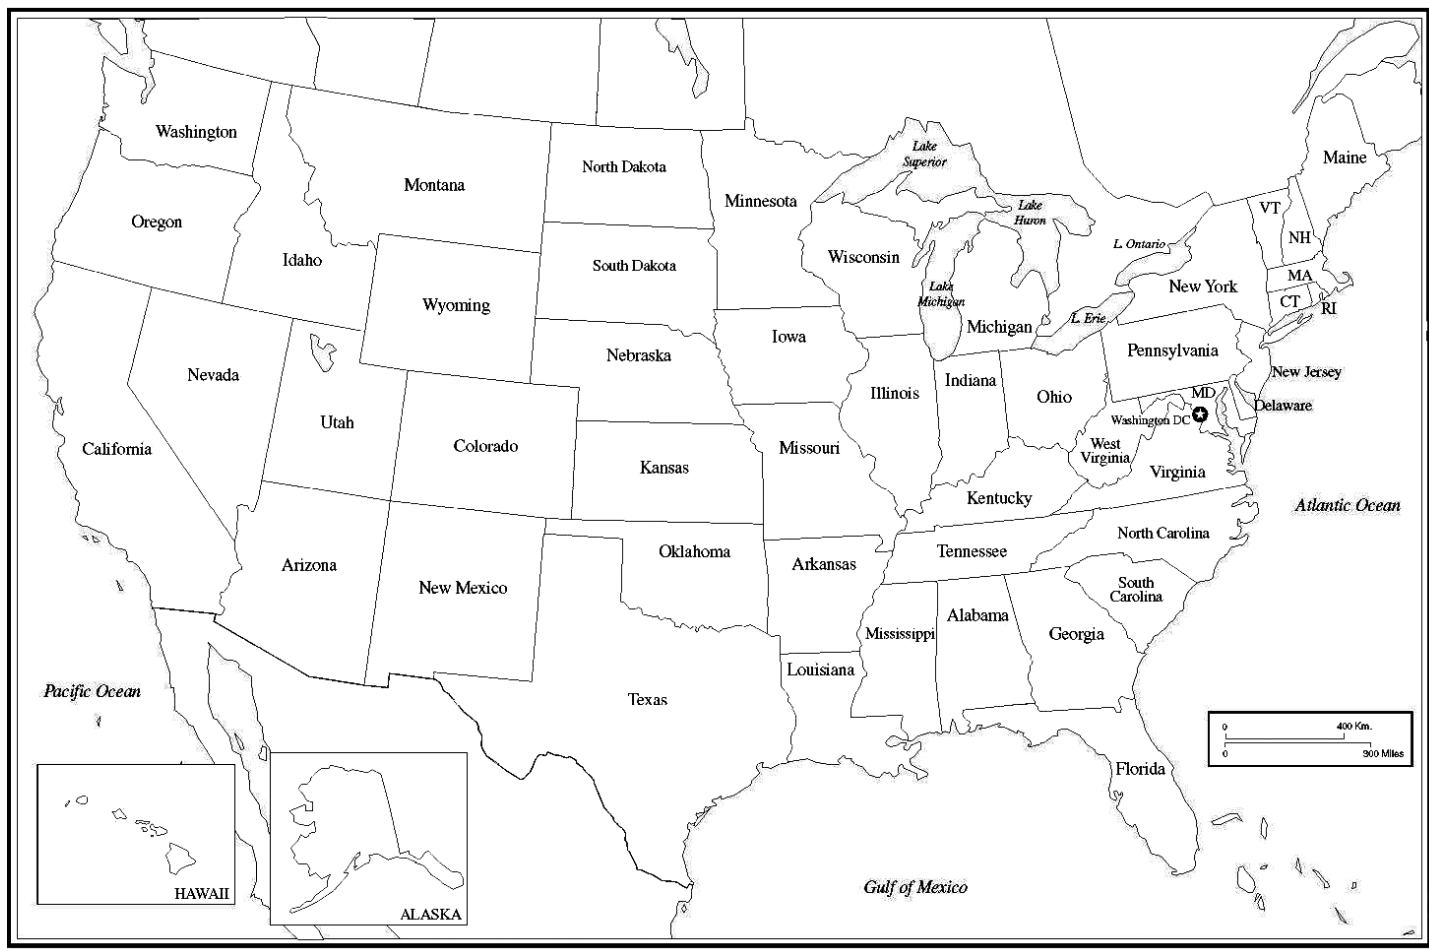 Washington
Oregon
California
Nevada
Idaho
Montana
Wyoming
Utah
Arizona
Colorado
New Mexico
North Dakota
South Dakota
Nebraska
Kansas
Oklahoma
Texas
Minnesota
Iowa
Missouri
Arkansas
Louisiana
Wisconsin
Illinois
Lake
Superior
Lake
Michigan
Lake
Huron
L. Erie
L. Ontario
Michigan
Indiana
Ohio
Kentucky
Tennessee
Mississippi
Alabama
Georgia
Florida
South
Carolina
North Carolina
Virginia
West
Virginia
Washington DC
MD
Delaware
New Jersey
Pennsylvania
New York
VT
NH
Maine
MA
CT
RI
Atlantic Ocean
Pacific Ocean
Gulf of Mexico
HAWAII
ALASKA
0
400 Km.
0
300 Miles